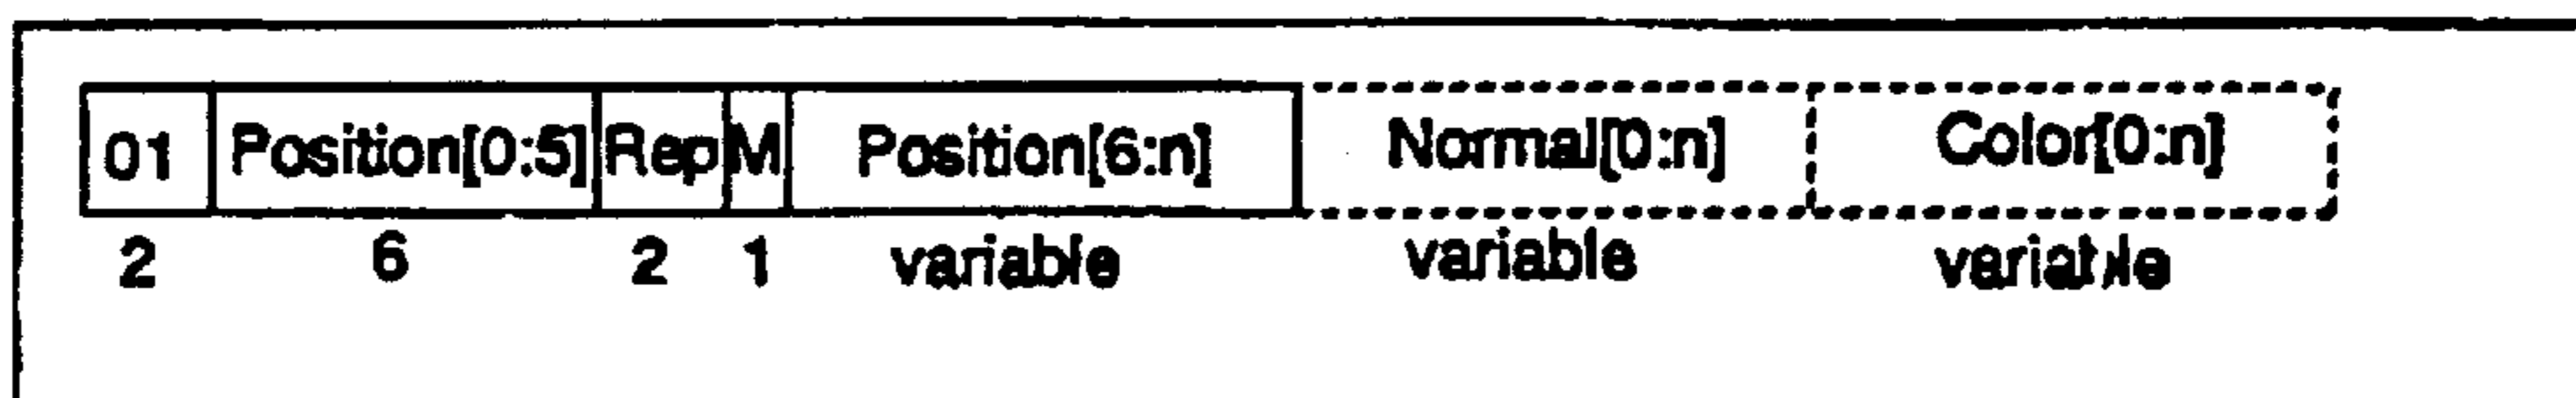 01 Position[0:5] Rep M Position[6:n] Normal[0:n] Color[0:n]
2 6 2 1 variable variable variable